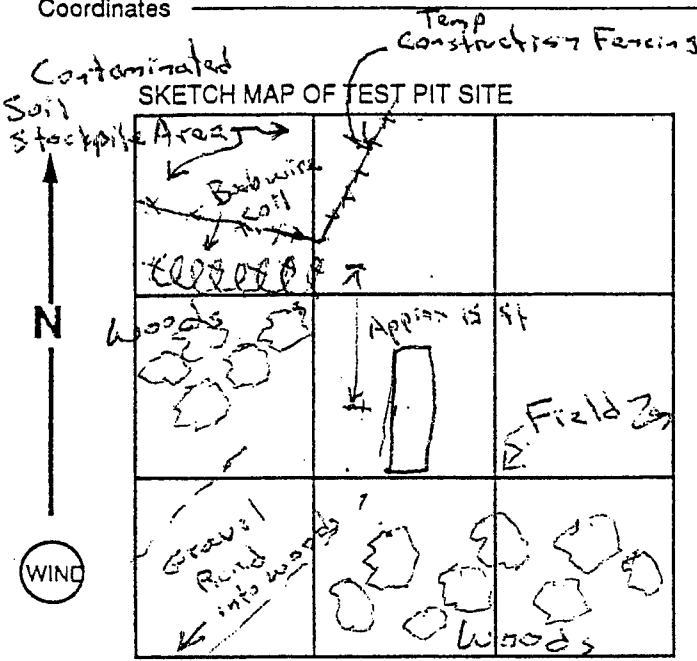 Coordinates
Temp
Construction Fencing
Contaminated
Soil
Stockpile Area
SKETCH MAP OF TEST PIT SITE
Barbwire
coil
N
Woods
Approx 15 ft
Field
WIND
Gravel
Road
into woods
Woods